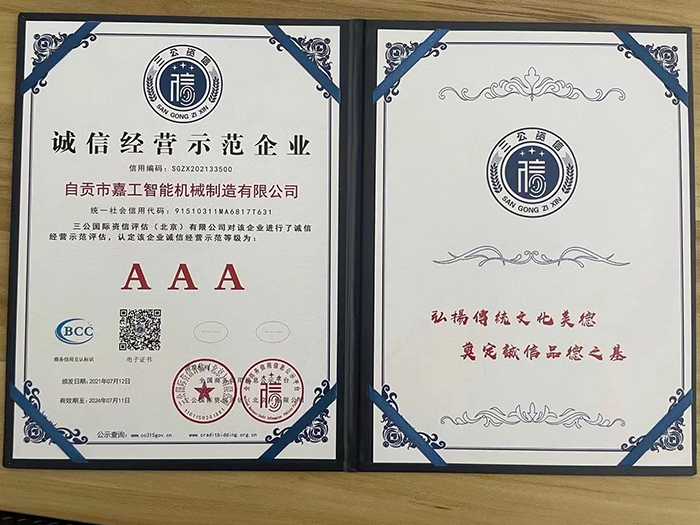 三公资信
信
SAN GONG ZI XIN
诚信经营示范企业
信用编码：SGZX202133500
自贡市嘉工智能机械制造有限公司
统一社会信用代码：91510311MA6817T631
三公国际资信评估（北京）有限公司对该企业进行了诚信
经营示范评估，认定该企业诚信经营示范等级为：
AAA
BCC
商务信用互认标识
电子证书
颁发日期：2021年07月12日
有效期至：2024年07月11日
公示查询：www.co315gov.cn www.creditbidding.org.cn
三公资信
信
SAN GONG ZI XIN
弘揚傳統文化美德
奠定誠信品德之基